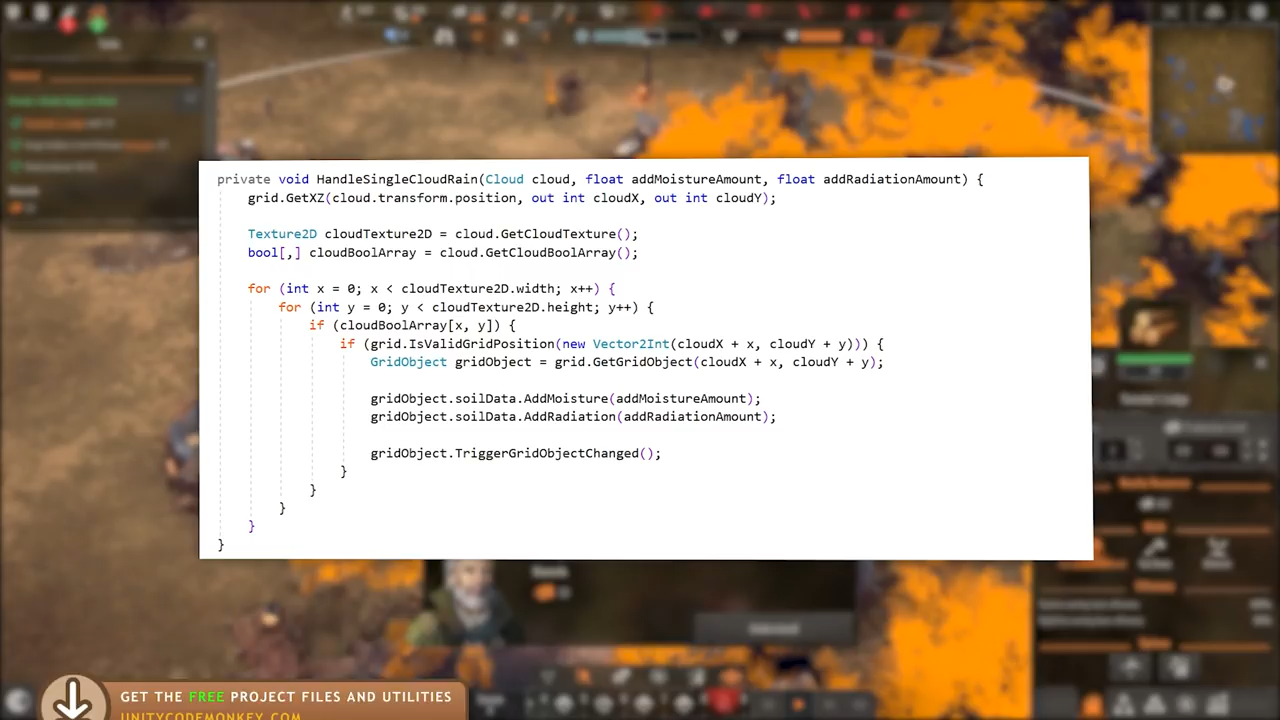 private void HandleSingleCloudRain(Cloud cloud, float addMoistureAmount, float addRadiationAmount) {
grid.GetXZ(cloud.transform.position, out int cloudX, out int cloudY);
Texture2D cloudTexture2D = cloud.GetCloudTexture();
bool[,] cloudBoolArray = cloud.GetCloudBoolArray();
for (int x = 0; x < cloudTexture2D.width; x++) {
for (int y = 0; y < cloudTexture2D.height; y++) {
if (cloudBoolArray[x, y]) {
if (grid.IsValidGridPosition(new Vector2Int(cloudX + x, cloudY + y))) {
GridObject gridObject = grid.GetGridObject(cloudX + x, cloudY + y);
gridObject.soilData.AddMoisture(addMoistureAmount);
gridObject.soilData.AddRadiation(addRadiationAmount);
gridObject.TriggerGridObjectChanged();
}
}
}
}
}
GET THE FREE PROJECT FILES AND UTILITIES
UNITYCODEMONKEY.COM